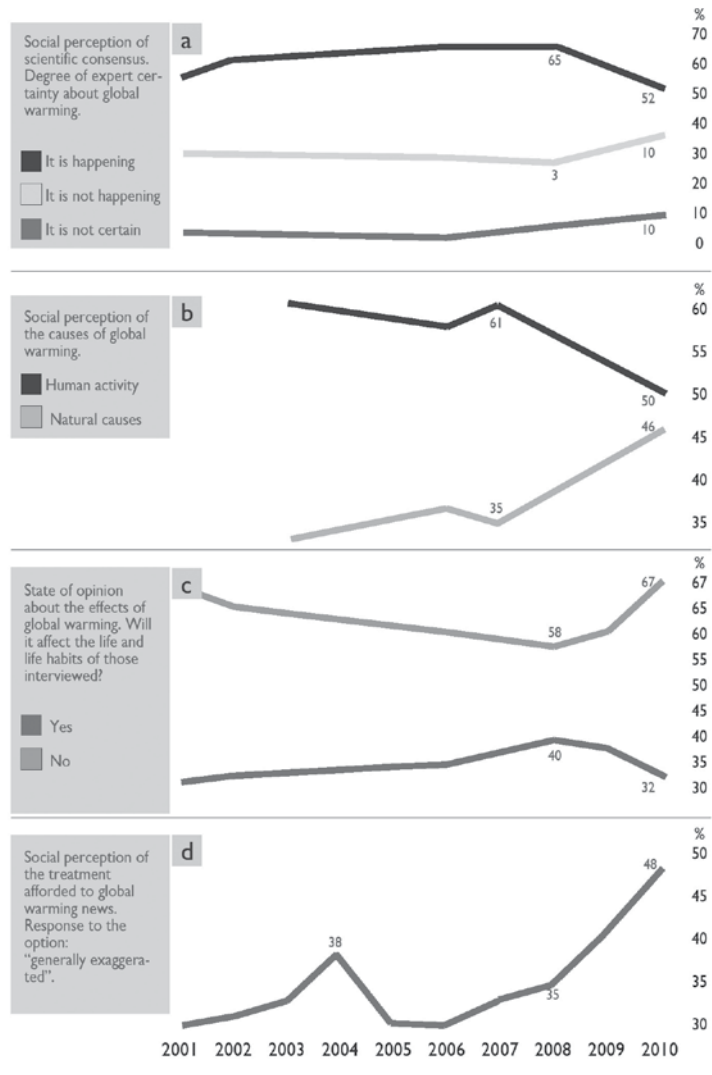 Social perception of
scientific consensus.
Degree of expert cer-
tainty about global
warming.
It is happening
It is not happening
It is not certain
a
65
52
3
10
10
%
70
60
50
40
30
20
10
0
Social perception of
the causes of global
warming.
Human activity
Natural causes
b
61
50
46
35
%
60
55
50
45
40
35
State of opinion
about the effects of
global warming. Will
it affect the life and
life habits of those
interviewed?
Yes
No
c
67
58
40
32
%
67
65
60
55
50
45
40
35
30
Social perception of
the treatment
afforded to global
warming news.
Response to the
option:
“generally exaggera-
ted”.
d
48
38
35
%
50
45
40
35
30
2001 2002 2003 2004 2005 2006 2007 2008 2009 2010